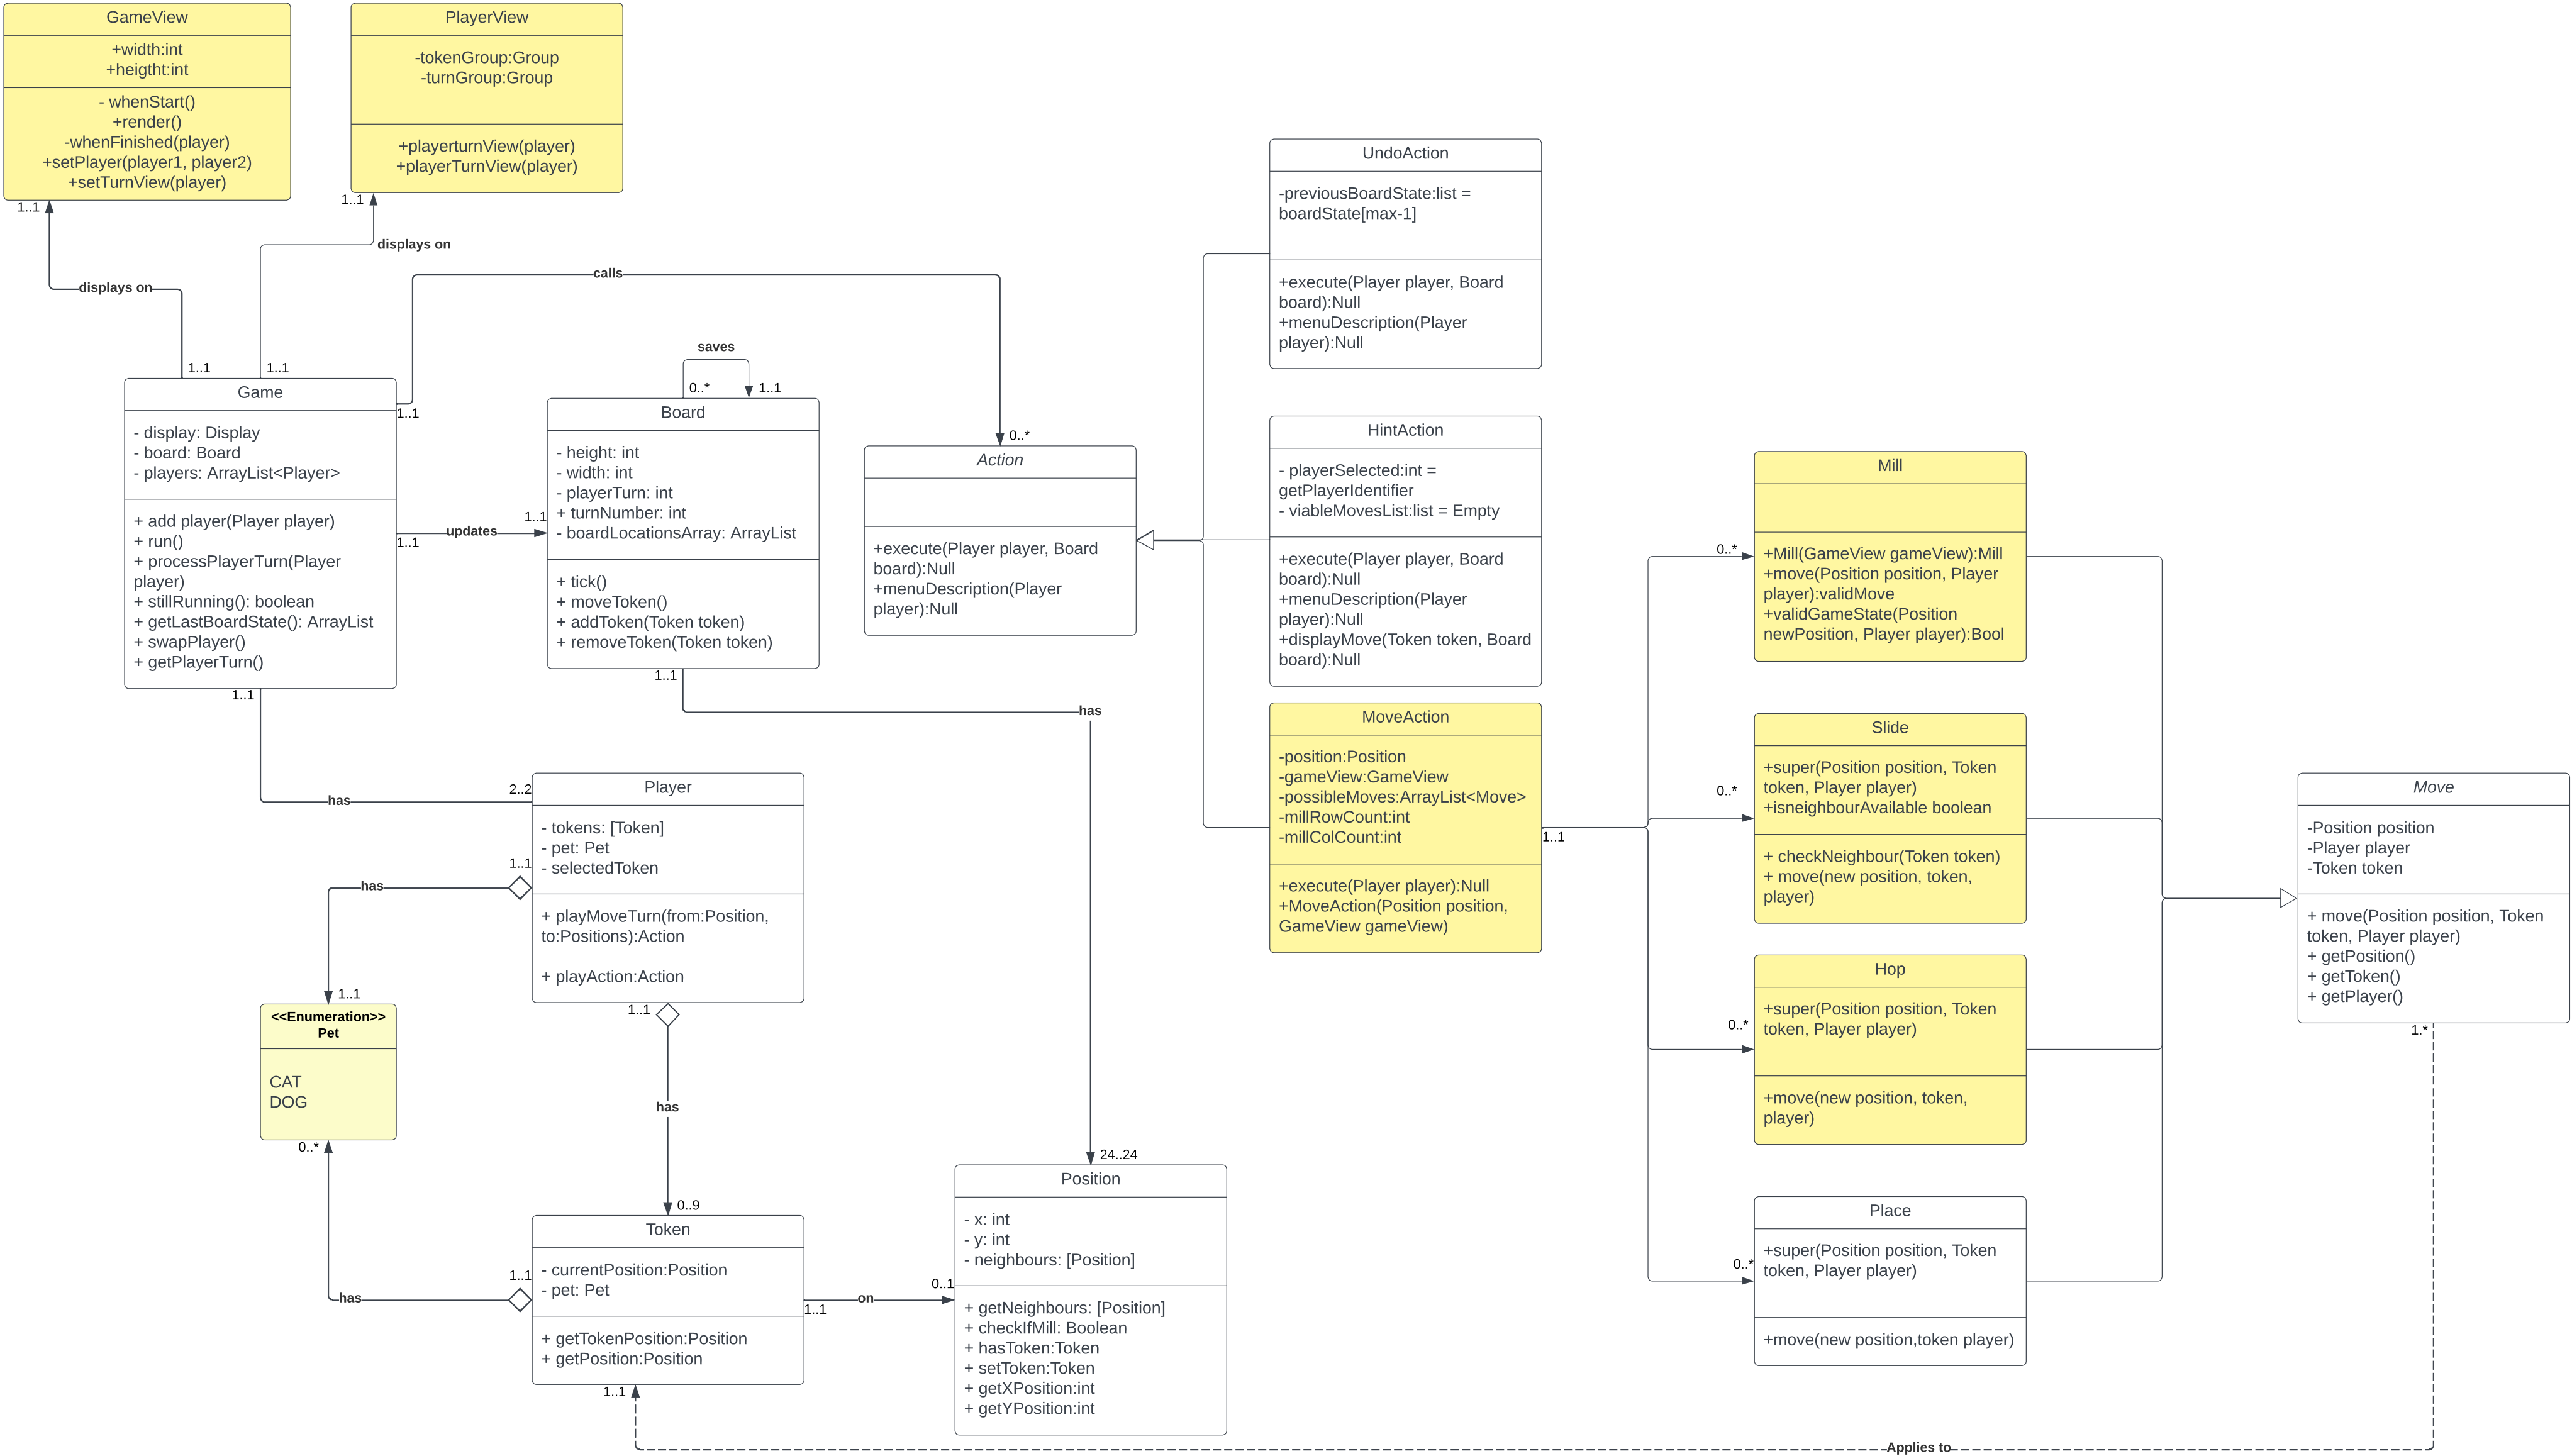 GameView
+width:int
+heigtht:int
- whenStart()
+render()
-whenFinished(player)
+setPlayer(player1, player2)
+setTurnView(player)
1..1
displays on
1..1
PlayerView
-tokenGroup:Group
-turnGroup:Group
+playerturnView(player)
+playerTurnView(player)
1..1
displays on
1..1
Game
- display: Display
- board: Board
- players: ArrayList<Player>
+ add player(Player player)
+ run()
+ processPlayerTurn(Player
player)
+ stillRunning(): boolean
+ getLastBoardState(): ArrayList
+ swapPlayer()
+ getPlayerTurn()
1..1
calls
0..*
1..1
updates
1..1
1..1
has
2..2
saves
0..*
1..1
Board
- height: int
- width: int
- playerTurn: int
+ turnNumber: int
- boardLocationsArray: ArrayList
+ tick()
+ moveToken()
+ addToken(Token token)
+ removeToken(Token token)
1..1
has
24..24
Action
+execute(Player player, Board
board):Null
+menuDescription(Player
player):Null
UndoAction
-previousBoardState:list =
boardState[max-1]
+execute(Player player, Board
board):Null
+menuDescription(Player
player):Null
HintAction
- playerSelected:int =
getPlayerIdentifier
- viableMovesList:list = Empty
+execute(Player player, Board
board):Null
+menuDescription(Player
player):Null
+displayMove(Token token, Board
board):Null
MoveAction
-position:Position
-gameView:GameView
-possibleMoves:ArrayList<Move>
-millRowCount:int
-millColCount:int
+execute(Player player):Null
+MoveAction(Position position,
GameView gameView)
1..1
0..*
0..*
0..*
0..*
Mill
+Mill(GameView gameView):Mill
+move(Position position, Player
player):validMove
+validGameState(Position
newPosition, Player player):Bool
Slide
+super(Position position, Token
token, Player player)
+isneighbourAvailable boolean
+ checkNeighbour(Token token)
+ move(new position, token,
player)
Hop
+super(Position position, Token
token, Player player)
+move(new position, token,
player)
Place
+super(Position position, Token
token, Player player)
+move(new position,token player)
Move
-Position position
-Player player
-Token token
+ move(Position position, Token
token, Player player)
+ getPosition()
+ getToken()
+ getPlayer()
1.*
Applies to
1..1
Player
- tokens: [Token]
- pet: Pet
- selectedToken
+ playMoveTurn(from:Position,
to:Positions):Action
+ playAction:Action
1..1
has
1..1
1..1
has
0..9
<<Enumeration>>
Pet
CAT
DOG
0..*
has
1..1
Token
- currentPosition:Position
- pet: Pet
+ getTokenPosition:Position
+ getPosition:Position
1..1
on
0..1
Position
- x: int
- y: int
- neighbours: [Position]
+ getNeighbours: [Position]
+ checkIfMill: Boolean
+ hasToken:Token
+ setToken:Token
+ getXPosition:int
+ getYPosition:int